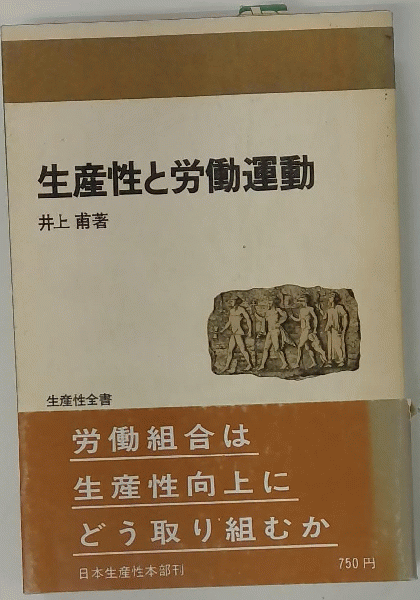 生産性と労働運動
井上 甫著
生産性全書
労働組合は
生産性向上に
どう取り組むか
日本生産性本部刊
750円